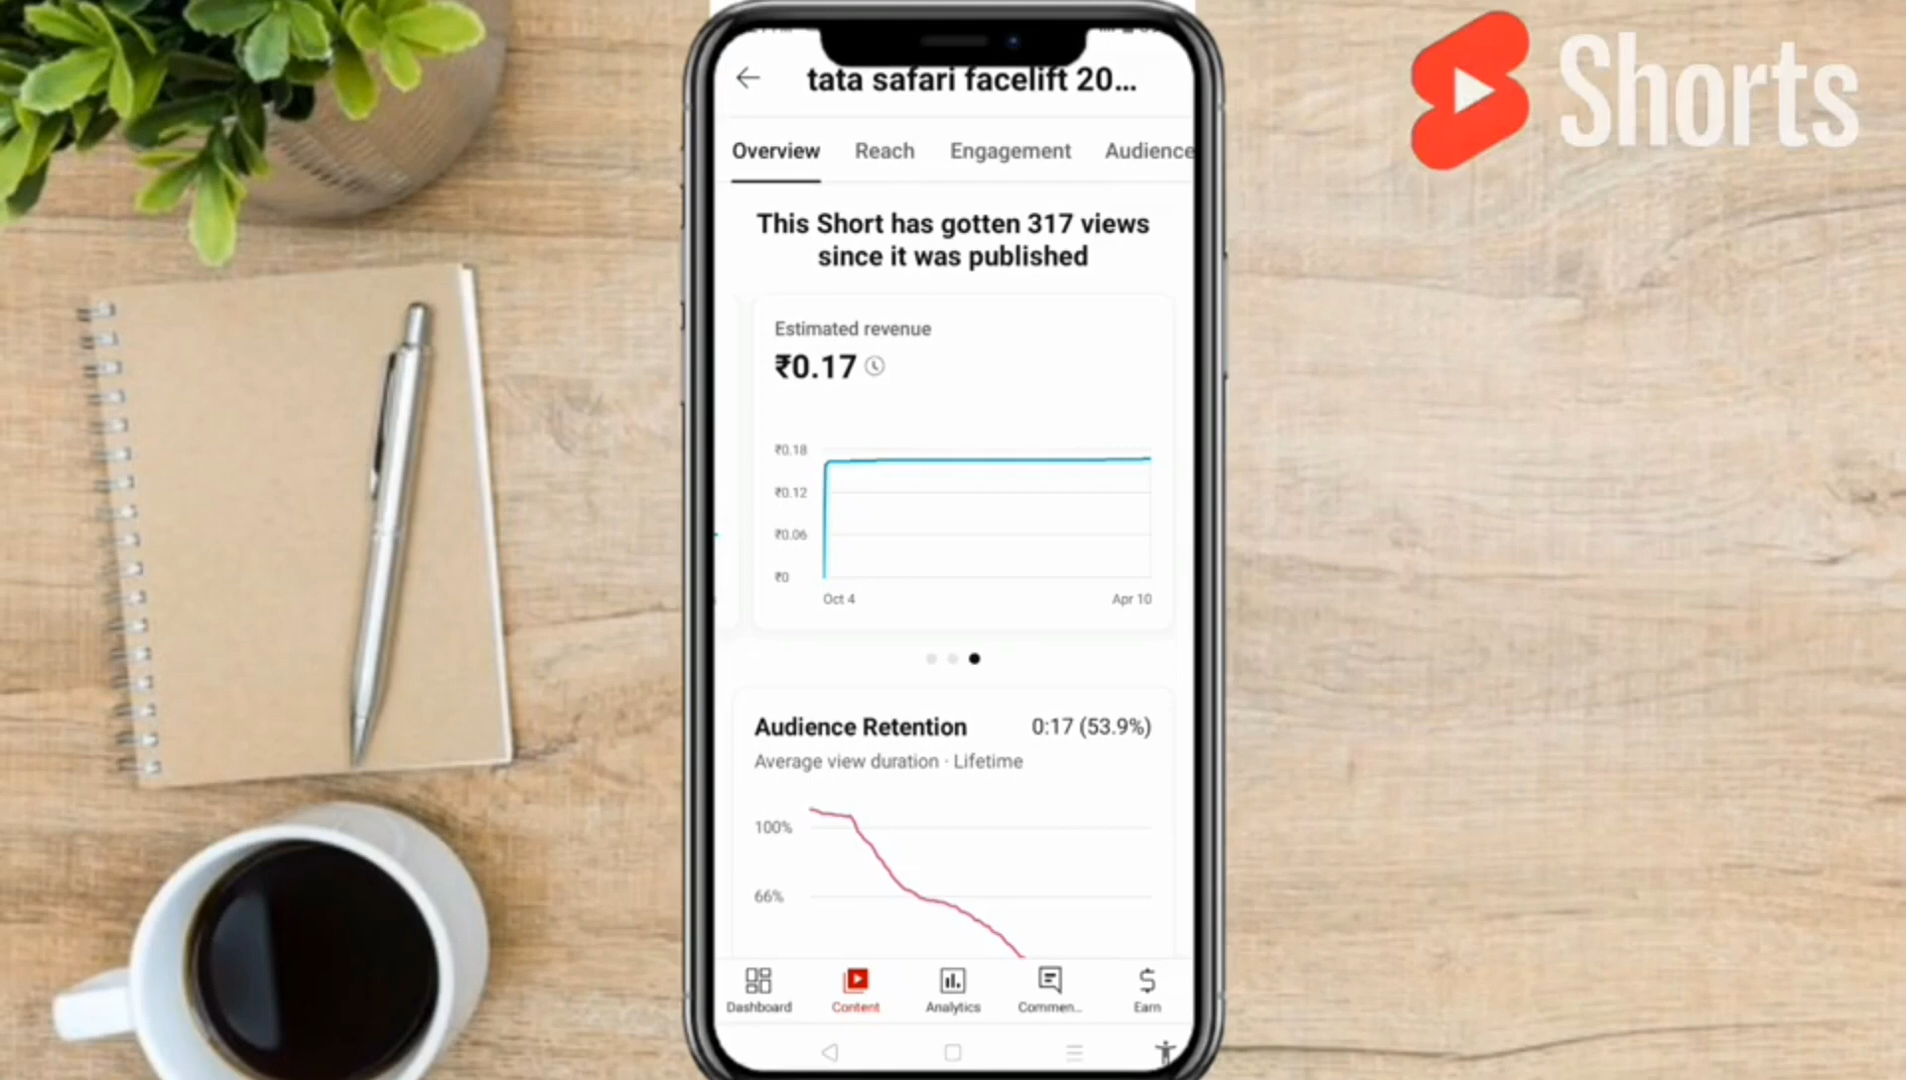 Shorts
tata safari facelift 20...
Overview Reach Engagement Audience
This Short has gotten 317 views
since it was published
Estimated revenue
₹0.17
₹0.18
₹0.12
₹0.06
₹0
Oct 4 Apr 10
Audience Retention 0:17 (53.9%)
Average view duration · Lifetime
100%
66%
Dashboard Content Analytics Commen... Earn